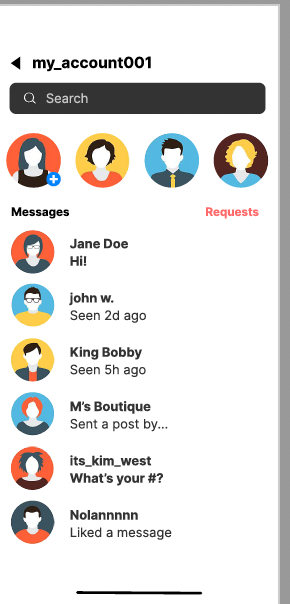 my_account001
Search
Messages Requests
Jane Doe
Hi!
john w.
Seen 2d ago
King Bobby
Seen 5h ago
M's Boutique
Sent a post by...
its_kim_west
What's your #?
Nolannnnn
Liked a message